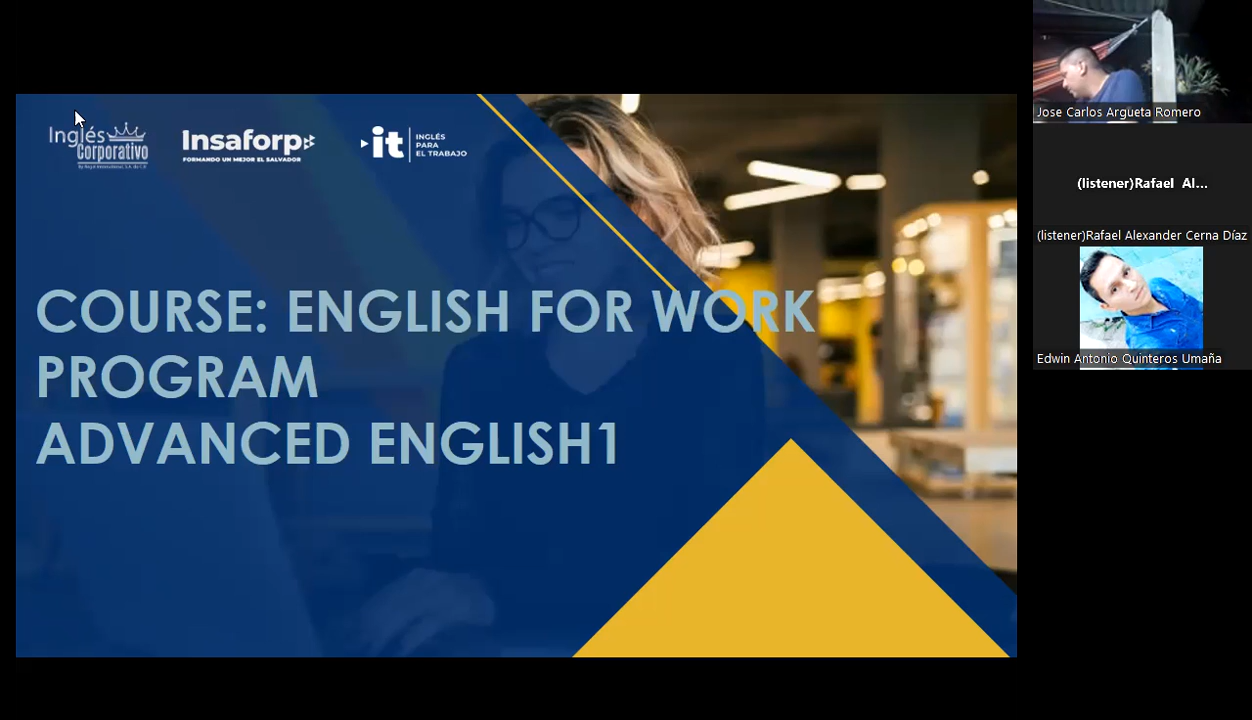 Inglés
Corporativo
Insaforp
FORMANDO UN MEJOR EL SALVADOR
it
INGLÉS
PARA
EL TRABAJO
COURSE: ENGLISH FOR WORK
PROGRAM
ADVANCED ENGLISH1
Jose Carlos Argueta Romero
(listener)Rafael Al...
(listener)Rafael Alexander Cerna Díaz
Edwin Antonio Quinteros Umaña